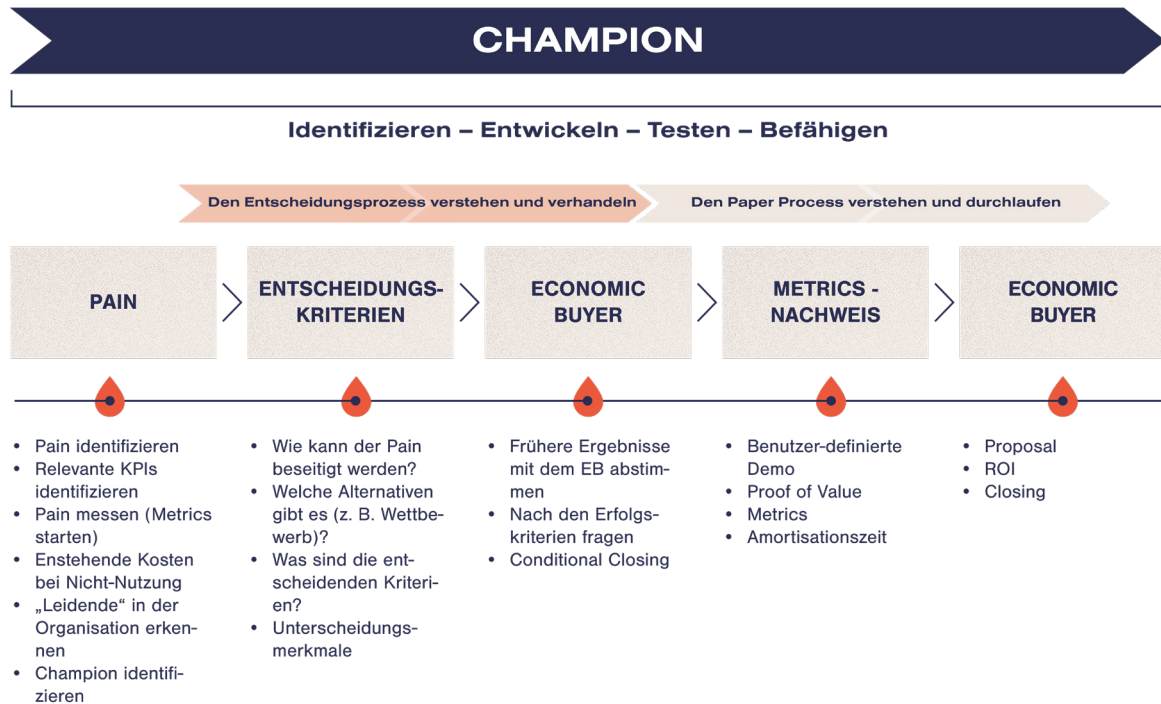 CHAMPION
Identifizieren – Entwickeln – Testen – Befähigen
Den Entscheidungsprozess verstehen und verhandeln
Den Paper Process verstehen und durchlaufen
PAIN
ENTSCHEIDUNGS-
KRITERIEN
ECONOMIC
BUYER
METRICS -
NACHWEIS
ECONOMIC
BUYER
• Pain identifizieren
• Relevante KPIs
identifizieren
• Pain messen (Metrics
starten)
• Enstehende Kosten
bei Nicht-Nutzung
• „Leidende“ in der
Organisation erken-
nen
• Champion identifi-
zieren
• Wie kann der Pain
beseitigt werden?
• Welche Alternativen
gibt es (z. B. Wettbe-
werb)?
• Was sind die ent-
scheidenden Kriteri-
en?
• Unterscheidungs-
merkmale
• Frühere Ergebnisse
mit dem EB abstim-
men
• Nach den Erfolgs-
kriterien fragen
• Conditional Closing
• Benutzer-definierte
Demo
• Proof of Value
• Metrics
• Amortisationszeit
• Proposal
• ROI
• Closing